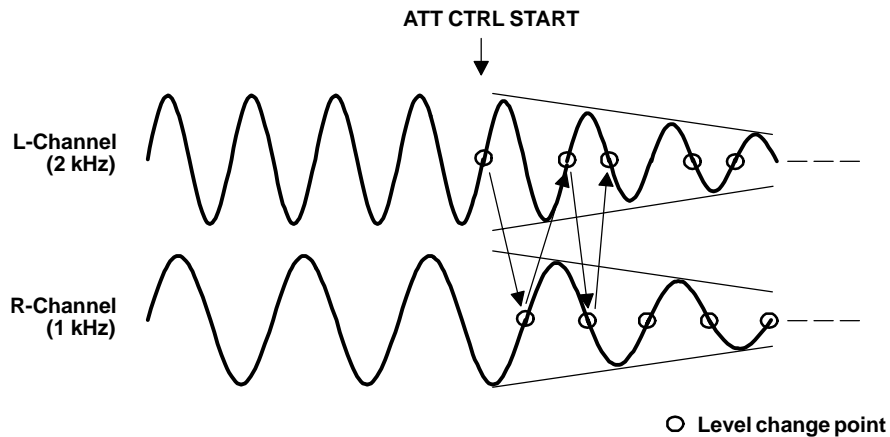 ATT CTRL START
L-Channel
(2 kHz)
R-Channel
(1 kHz)
Level change point